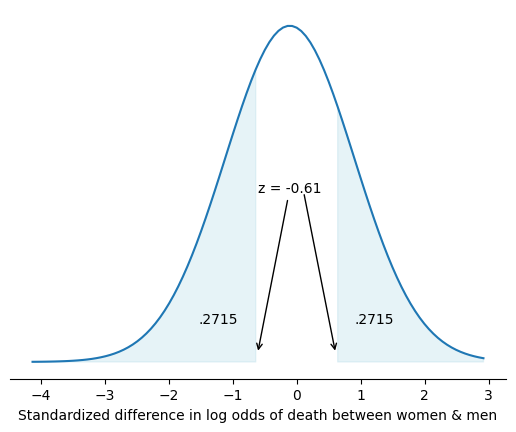 z = -0.61
.2715 .2715
−4 −3 −2 −1 0 1 2 3
Standardized difference in log odds of death between women & men